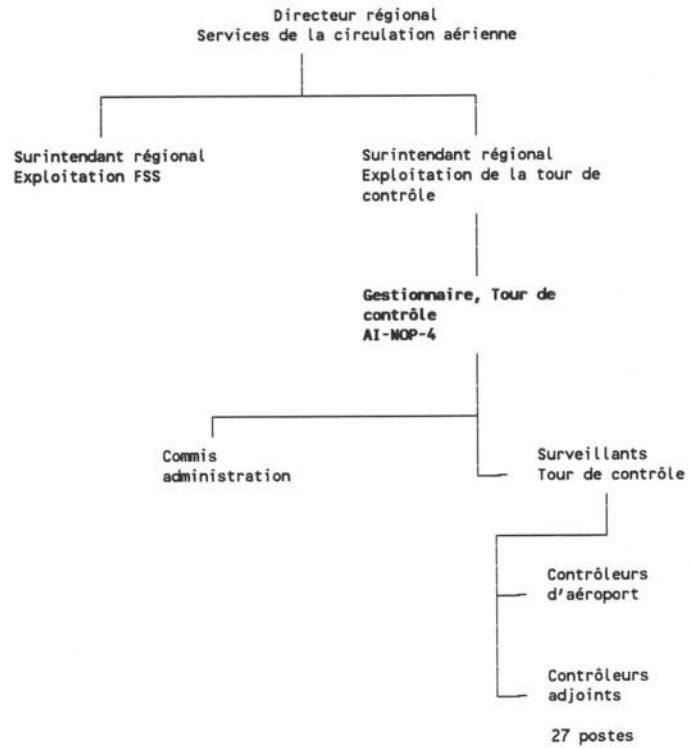 Directeur régional
Services de la circulation aérienne
Surintendant régional
Exploitation FSS
Surintendant régional
Exploitation de la tour de
contrôle
Gestionnaire, Tour de
contrôle
AI-NOP-4
Commis
administration
Surveillants
Tour de contrôle
Contrôleurs
d'aéroport
Contrôleurs
adjoints
27 postes